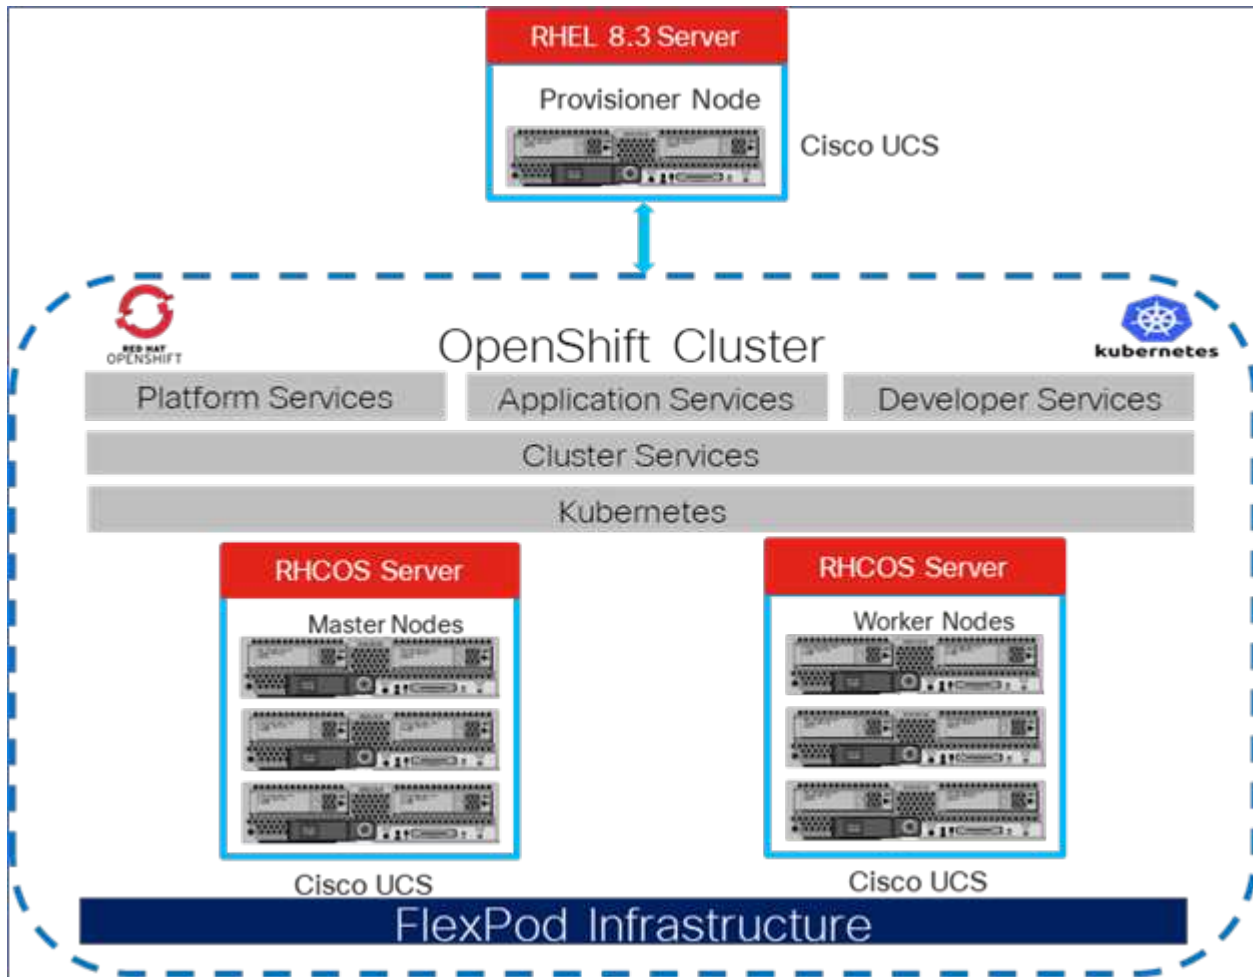 RHEL 8.3 Server
Provisioner Node
Cisco UCS
RED HAT
OPENSHIFT
OpenShift Cluster
kubernetes
Platform Services
Application Services
Developer Services
Cluster Services
Kubernetes
RHCOS Server
Master Nodes
Cisco UCS
RHCOS Server
Worker Nodes
Cisco UCS
FlexPod Infrastructure